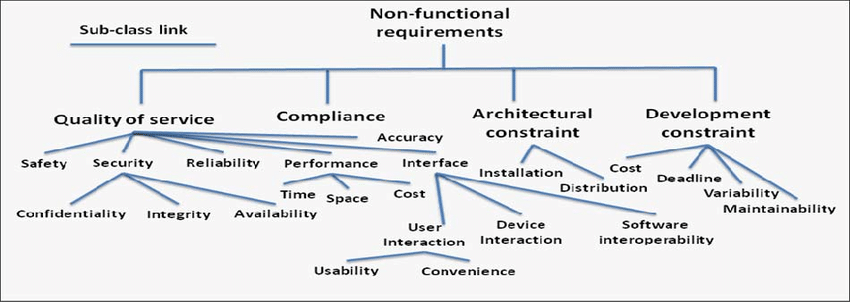 Non-functional
requirements
Sub-class link
Quality of service
Compliance
Architectural
constraint
Development
constraint
Accuracy
Safety
Security
Reliability
Performance
Interface
Installation
Distribution
Cost
Deadline
Variability
Maintainability
Time
Space
Cost
Confidentiality
Integrity
Availability
User
Interaction
Device
Interaction
Software
interoperability
Usability
Convenience